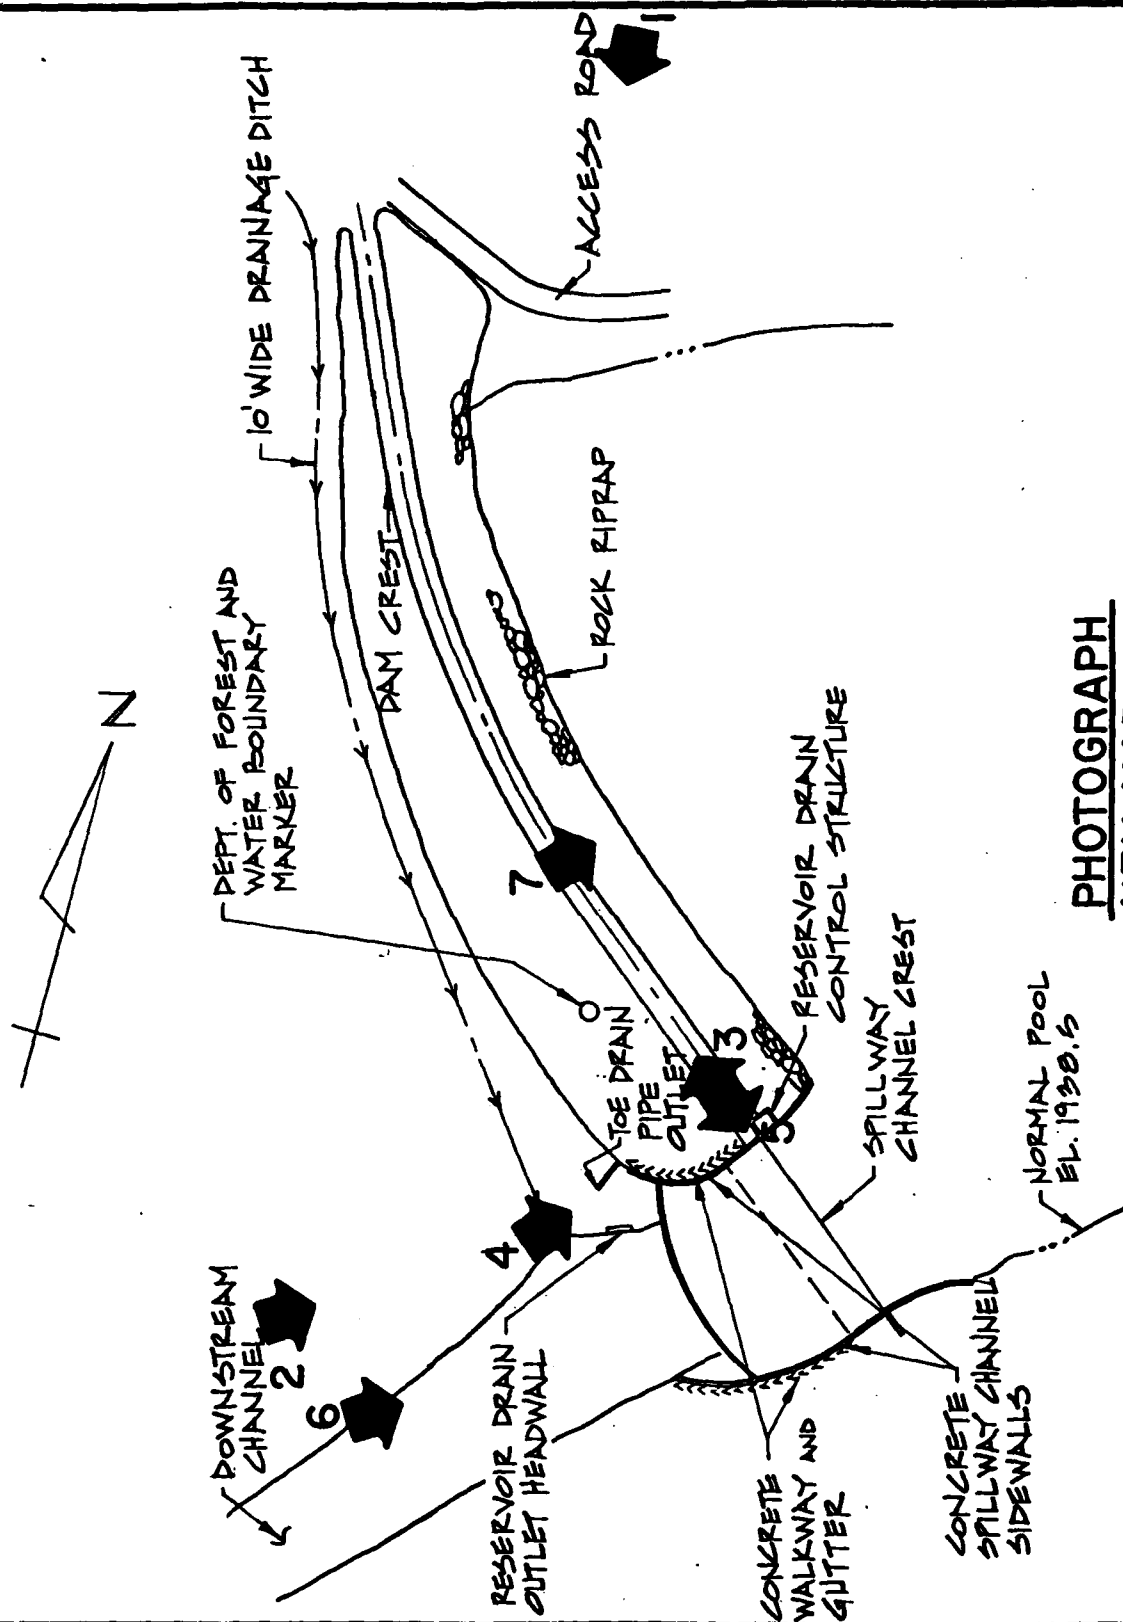 10' WIDE DRAINAGE DITCH
ACCESS ROAD
1
DEPT. OF FOREST AND
WATER BOUNDARY
MARKER
DAM CREST
ROCK RIPRAP
N
7
TOE DRAIN
PIPE
OUTLET
3
5
RESERVOIR DRAIN
CONTROL STRUCTURE
SPILLWAY
CHANNEL CREST
NORMAL POOL
EL. 1938.5
DOWNSTREAM
CHANNEL
2
6
4
RESERVOIR DRAIN
OUTLET HEADWALL
CONCRETE
WALKWAY AND
GUTTER
CONCRETE
SPILLWAY CHANNEL
SIDEWALLS
PHOTOGRAPH